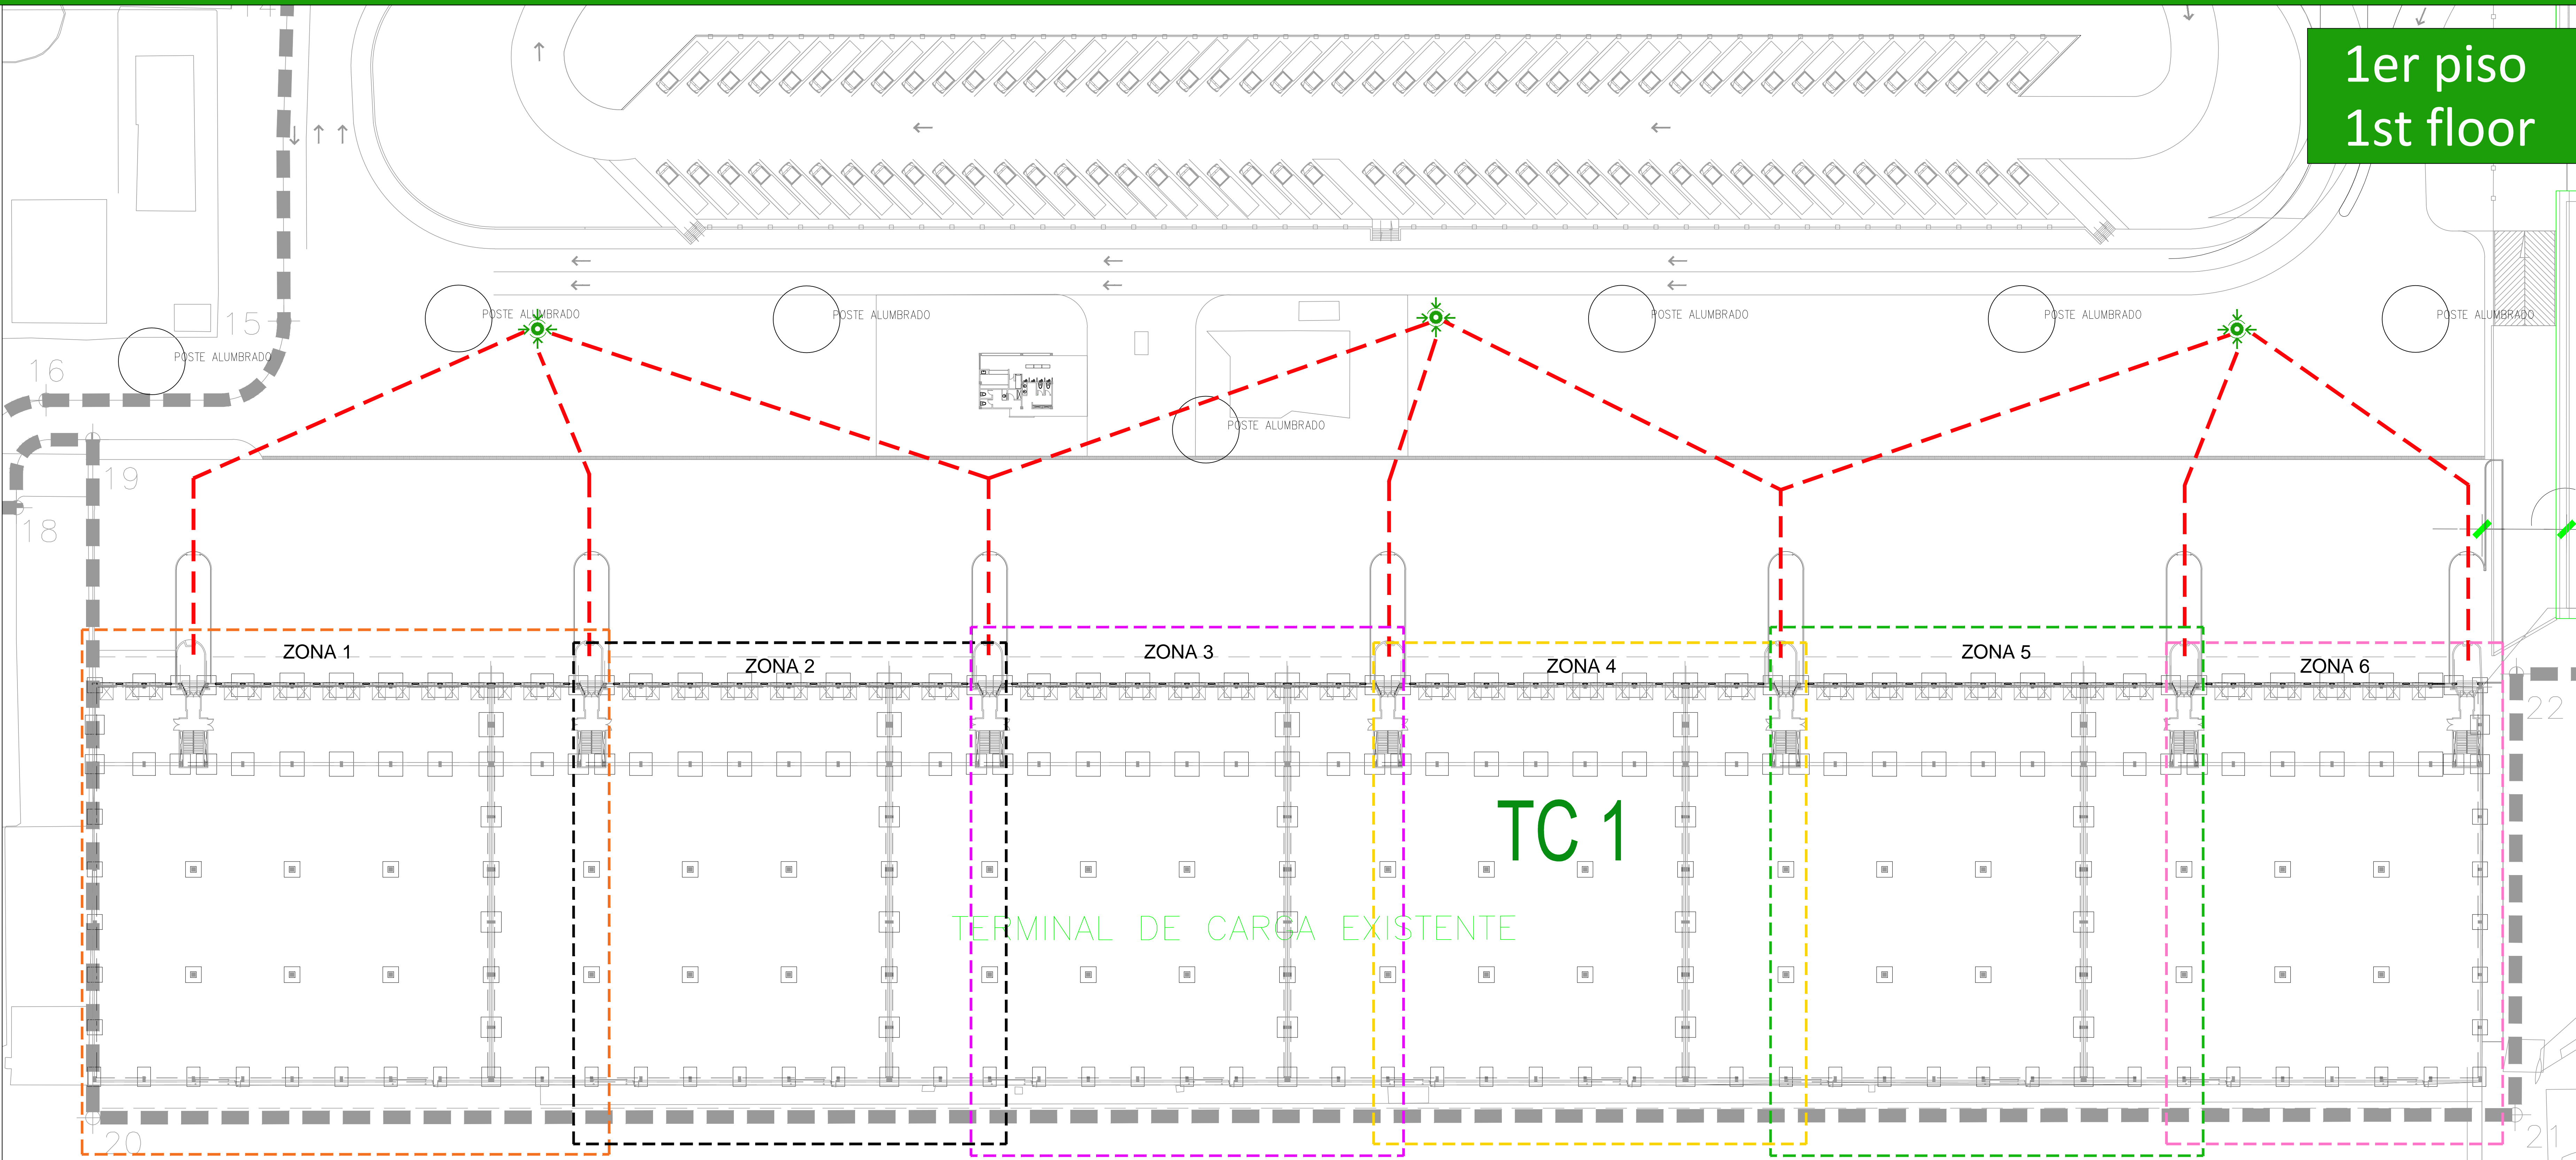 14
1er piso
1st floor
15
POSTE ALUMBRADO
POSTE ALUMBRADO
POSTE ALUMBRADO
POSTE ALUMBRADO
POSTE ALUMBRADO
POSTE ALUMBRADO
16
POSTE ALUMBRADO
19
18
ZONA 1
ZONA 2
ZONA 3
ZONA 4
ZONA 5
ZONA 6
22
TC 1
TERMINAL DE CARGA EXISTENTE
20
21